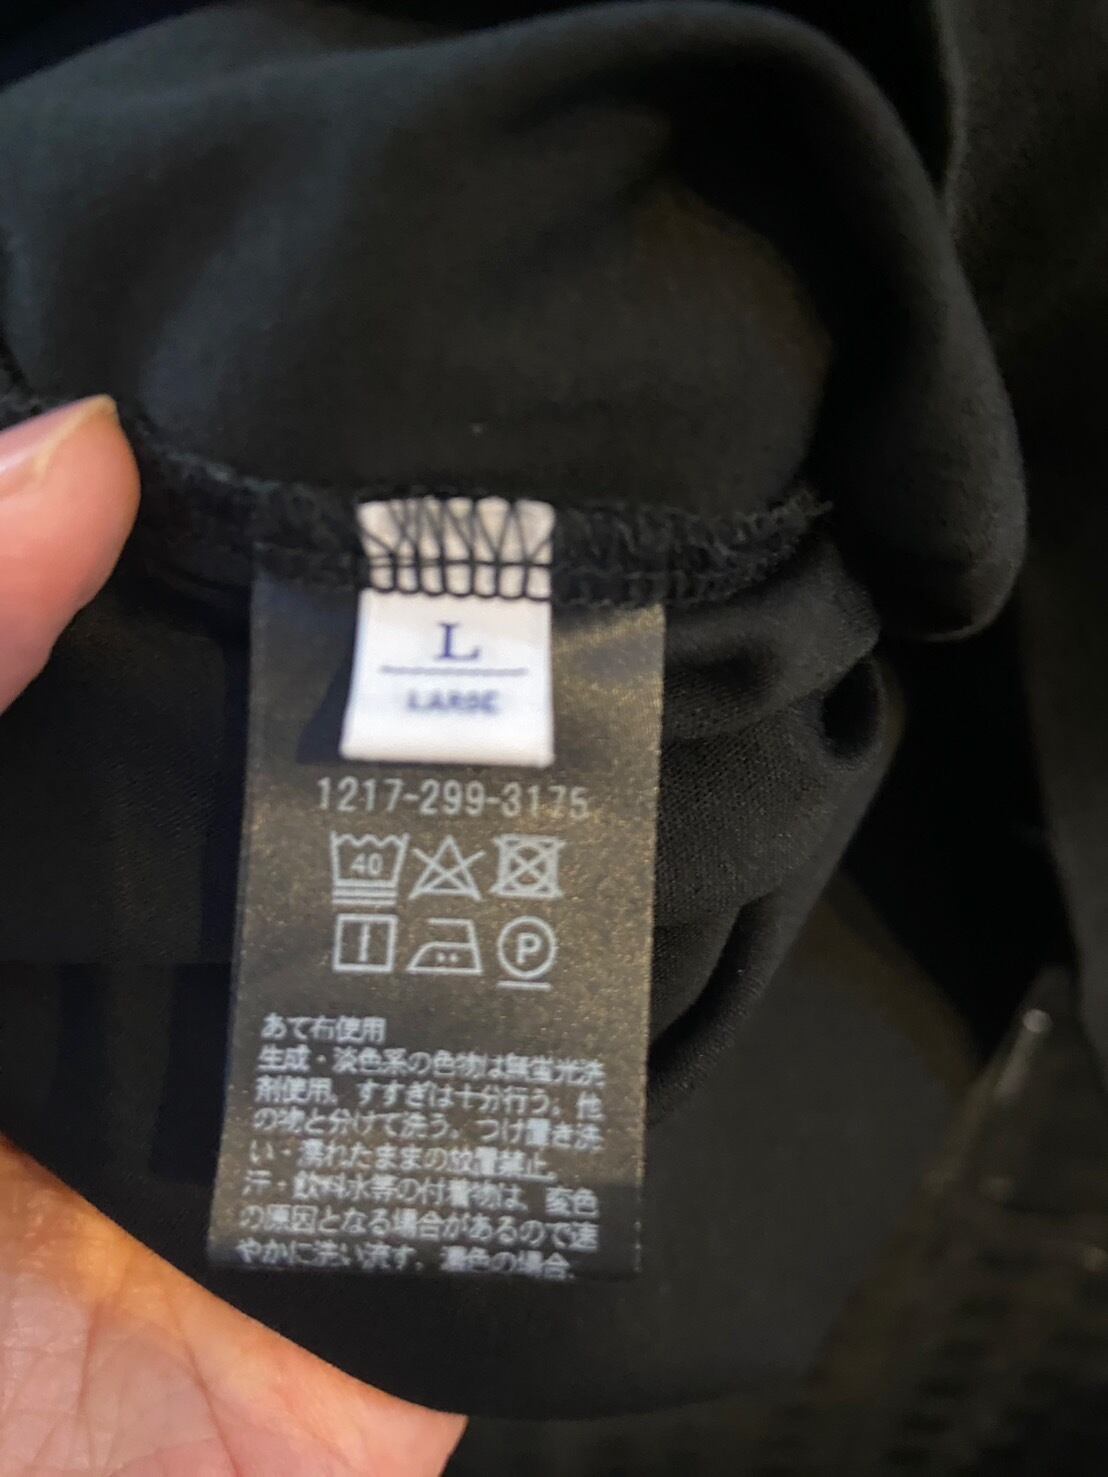 L
LARGE
1217-299-3175
40
P
あて布使用
生成・淡色系の色物は無蛍光洗
剤使用。すすぎは十分行う。他
の物と分けて洗う。つけ置き洗
い・濡れたままの放置禁止。
汗・飲料水等の付着物は、変色
の原因となる場合があるので速
やかに洗い流す。濃色の場合、